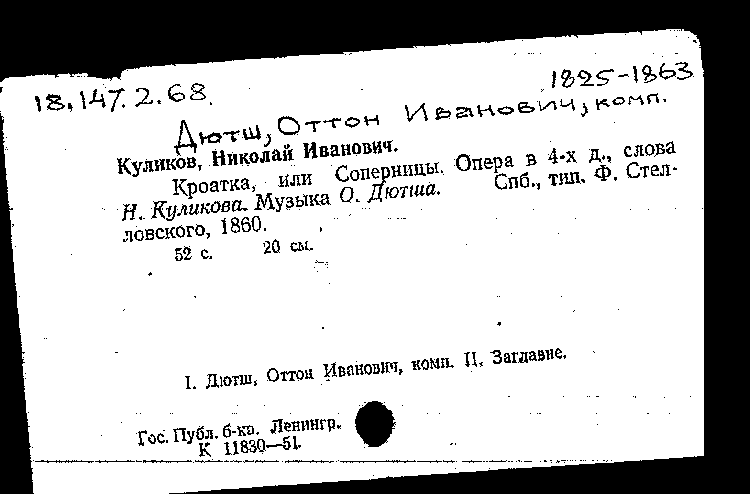 18.147.2.68.
1825-1863
Дютш, Оттон Иванович, комп.
Куликов, Николай Иванович.
Кроатка, или Соперницы. Опера в 4-х д., слова
Н. Куликова. Музыка О. Дютша. Спб., тип. Ф. Стел-
ловского, 1860.
52 с. 20 см.
I. Дютш, Оттон Иванович, комп. II. Заглавие.
Гос. Публ. б-ка. Ленингр.
К 11830—51.